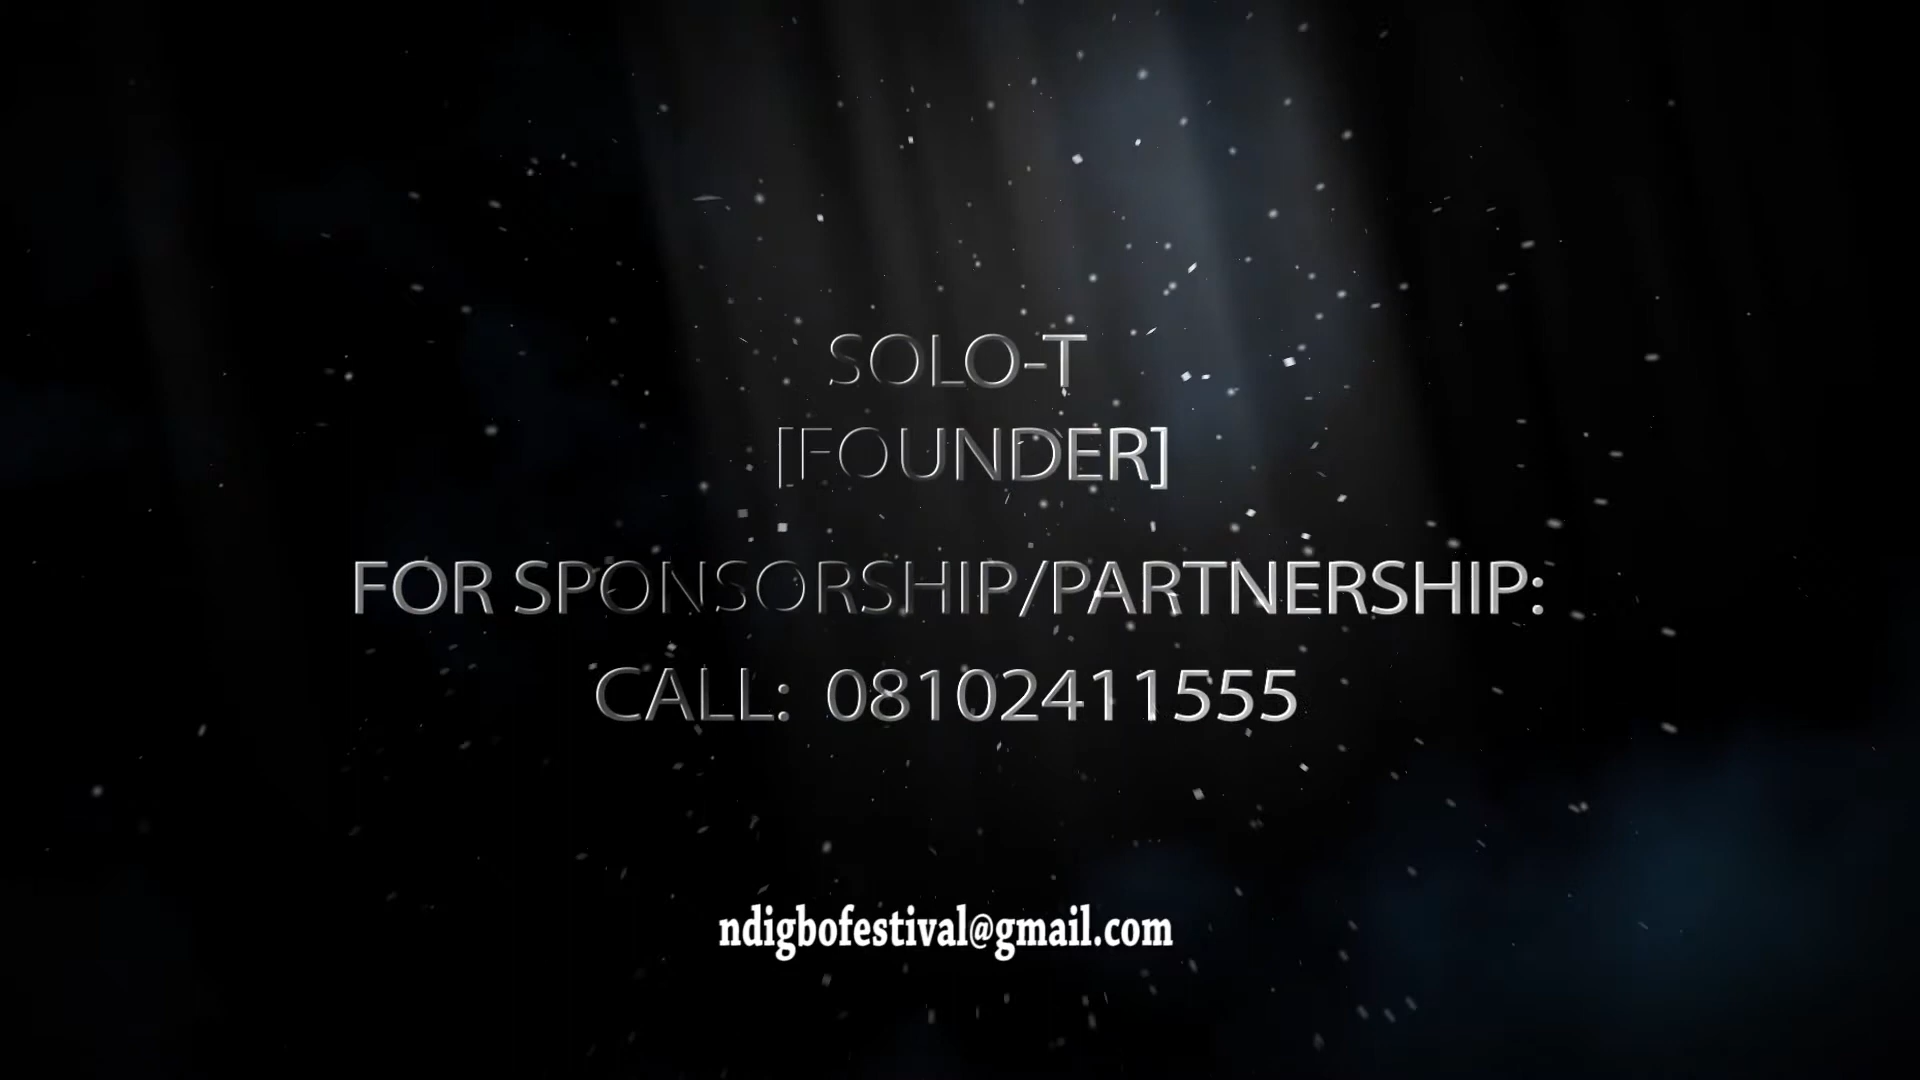 SOLO-T
[FOUNDER]
FOR SPONSORSHIP/PARTNERSHIP:
CALL: 08102411555
ndigbofestival@gmail.com